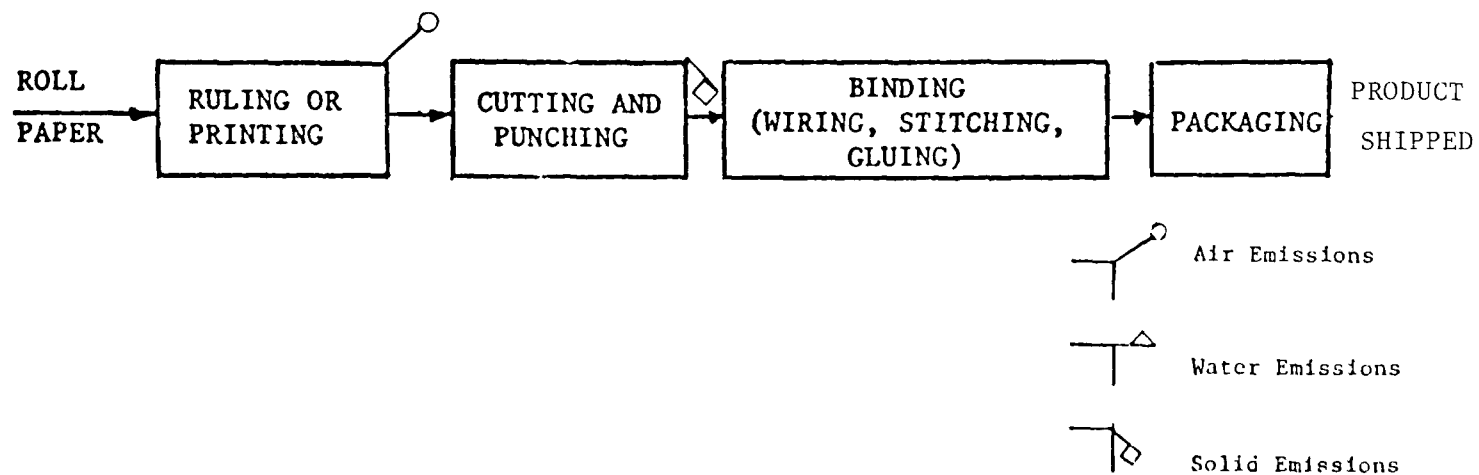 ROLL
PAPER
RULING OR
PRINTING
CUTTING AND
PUNCHING
BINDING
(WIRING, STITCHING,
GLUING)
PACKAGING
PRODUCT
SHIPPED
Air Emissions
Water Emissions
Solid Emissions